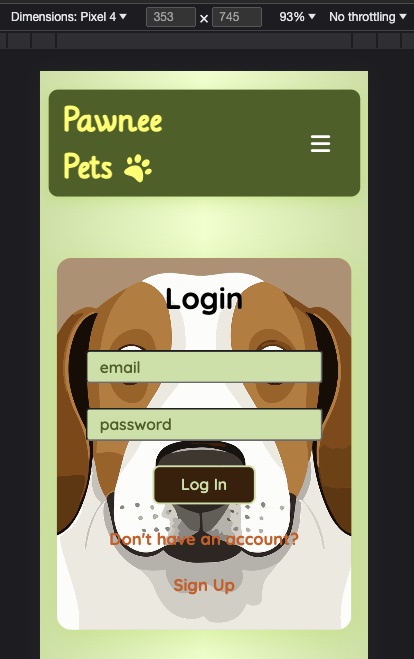 Dimensions: Pixel 4 ▼ 353 × 745 93% ▼ No throttling ▼
Pawnee
Pets
Login
email
password
Log In
Don't have an account?
Sign Up